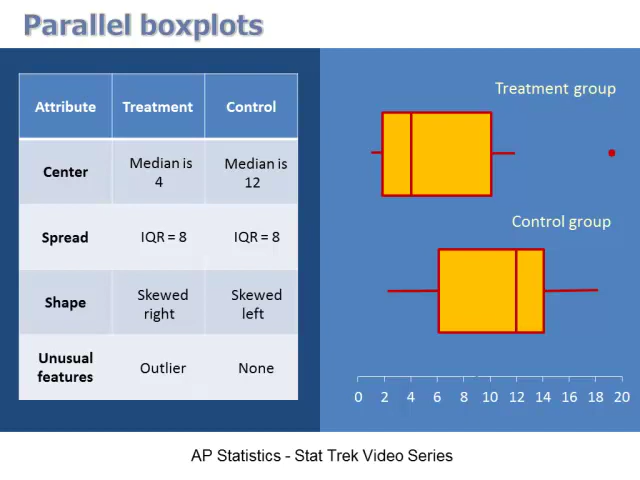 Parallel boxplots
Attribute Treatment Control
Center Median is 4 Median is 12
Spread IQR = 8 IQR = 8
Shape Skewed right Skewed left
Unusual features Outlier None
Treatment group
Control group
0 2 4 6 8 10 12 14 16 18 20
AP Statistics - Stat Trek Video Series